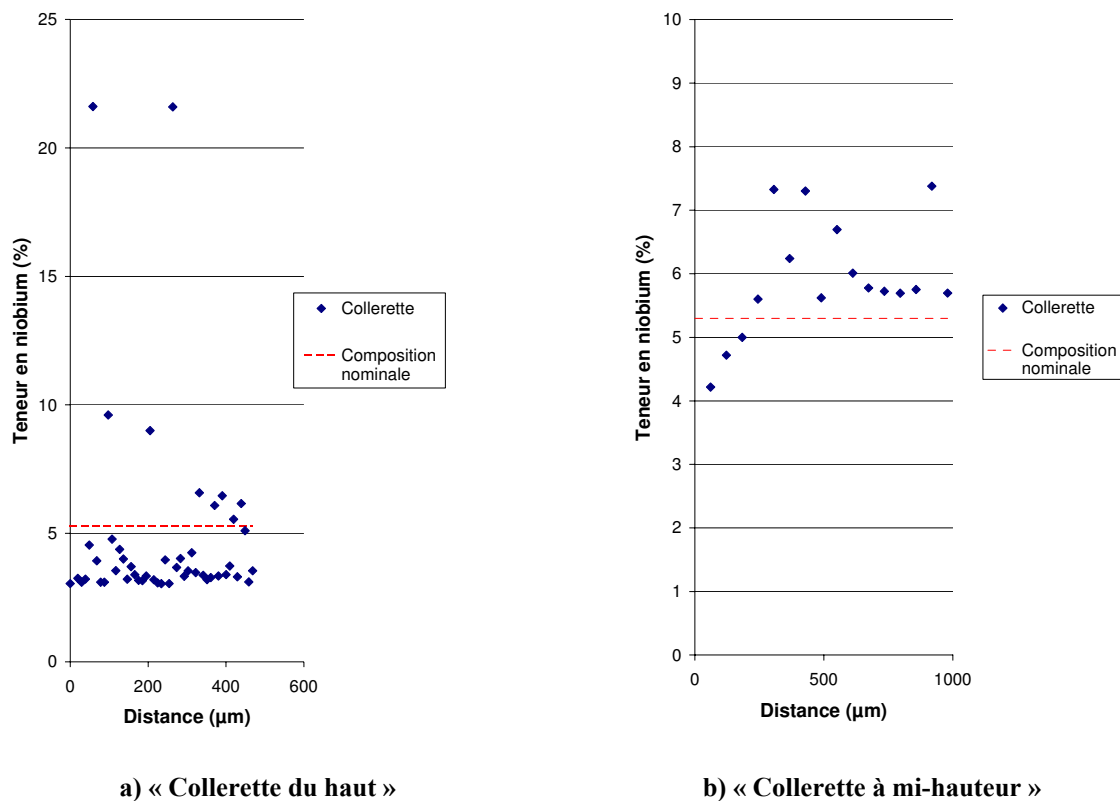 25
20
15
10
5
0
Teneur en niobium (%)
0 200 400 600
Distance (µm)
Collerette
Composition
nominale
a) « Collerette du haut »
10
9
8
7
6
5
4
3
2
1
0
Teneur en niobium (%)
0 500 1000
Distance (µm)
Collerette
Composition
nominale
b) « Collerette à mi-hauteur »